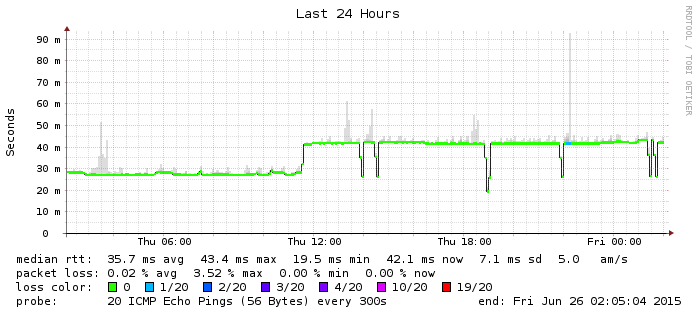 Last 24 Hours
RRDTOOL / TOBI OETIKER
Seconds
90 m
80 m
70 m
60 m
50 m
40 m
30 m
20 m
10 m
0
Thu 06:00 Thu 12:00 Thu 18:00 Fri 00:00
median rtt: 35.7 ms avg 43.4 ms max 19.5 ms min 42.1 ms now 7.1 ms sd 5.0 am/s
packet loss: 0.02 % avg 3.52 % max 0.00 % min 0.00 % now
loss color: 0 1/20 2/20 3/20 4/20 10/20 19/20
probe: 20 ICMP Echo Pings (56 Bytes) every 300s end: Fri Jun 26 02:05:04 2015